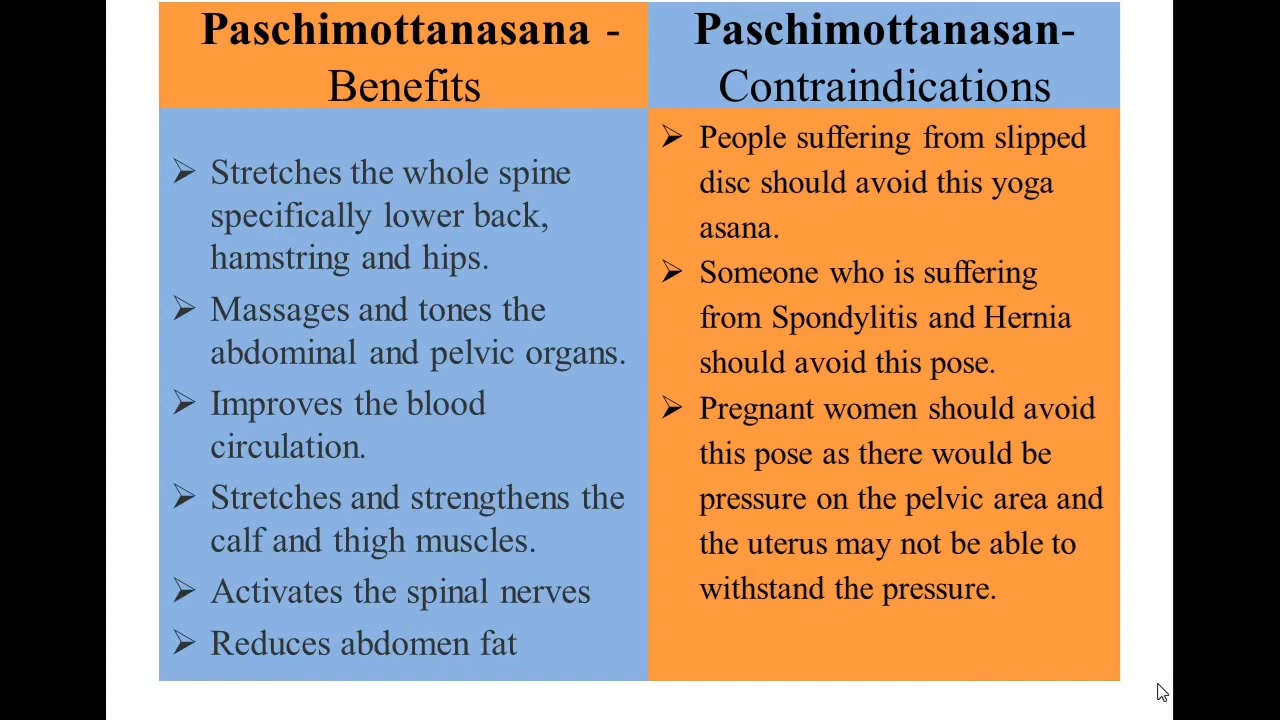 Paschimottanasana -
Benefits
➢ Stretches the whole spine
specifically lower back,
hamstring and hips.
➢ Massages and tones the
abdominal and pelvic organs.
➢ Improves the blood
circulation.
➢ Stretches and strengthens the
calf and thigh muscles.
➢ Activates the spinal nerves
➢ Reduces abdomen fat
Paschimottanasan-
Contraindications
➢ People suffering from slipped
disc should avoid this yoga
asana.
➢ Someone who is suffering
from Spondylitis and Hernia
should avoid this pose.
➢ Pregnant women should avoid
this pose as there would be
pressure on the pelvic area and
the uterus may not be able to
withstand the pressure.